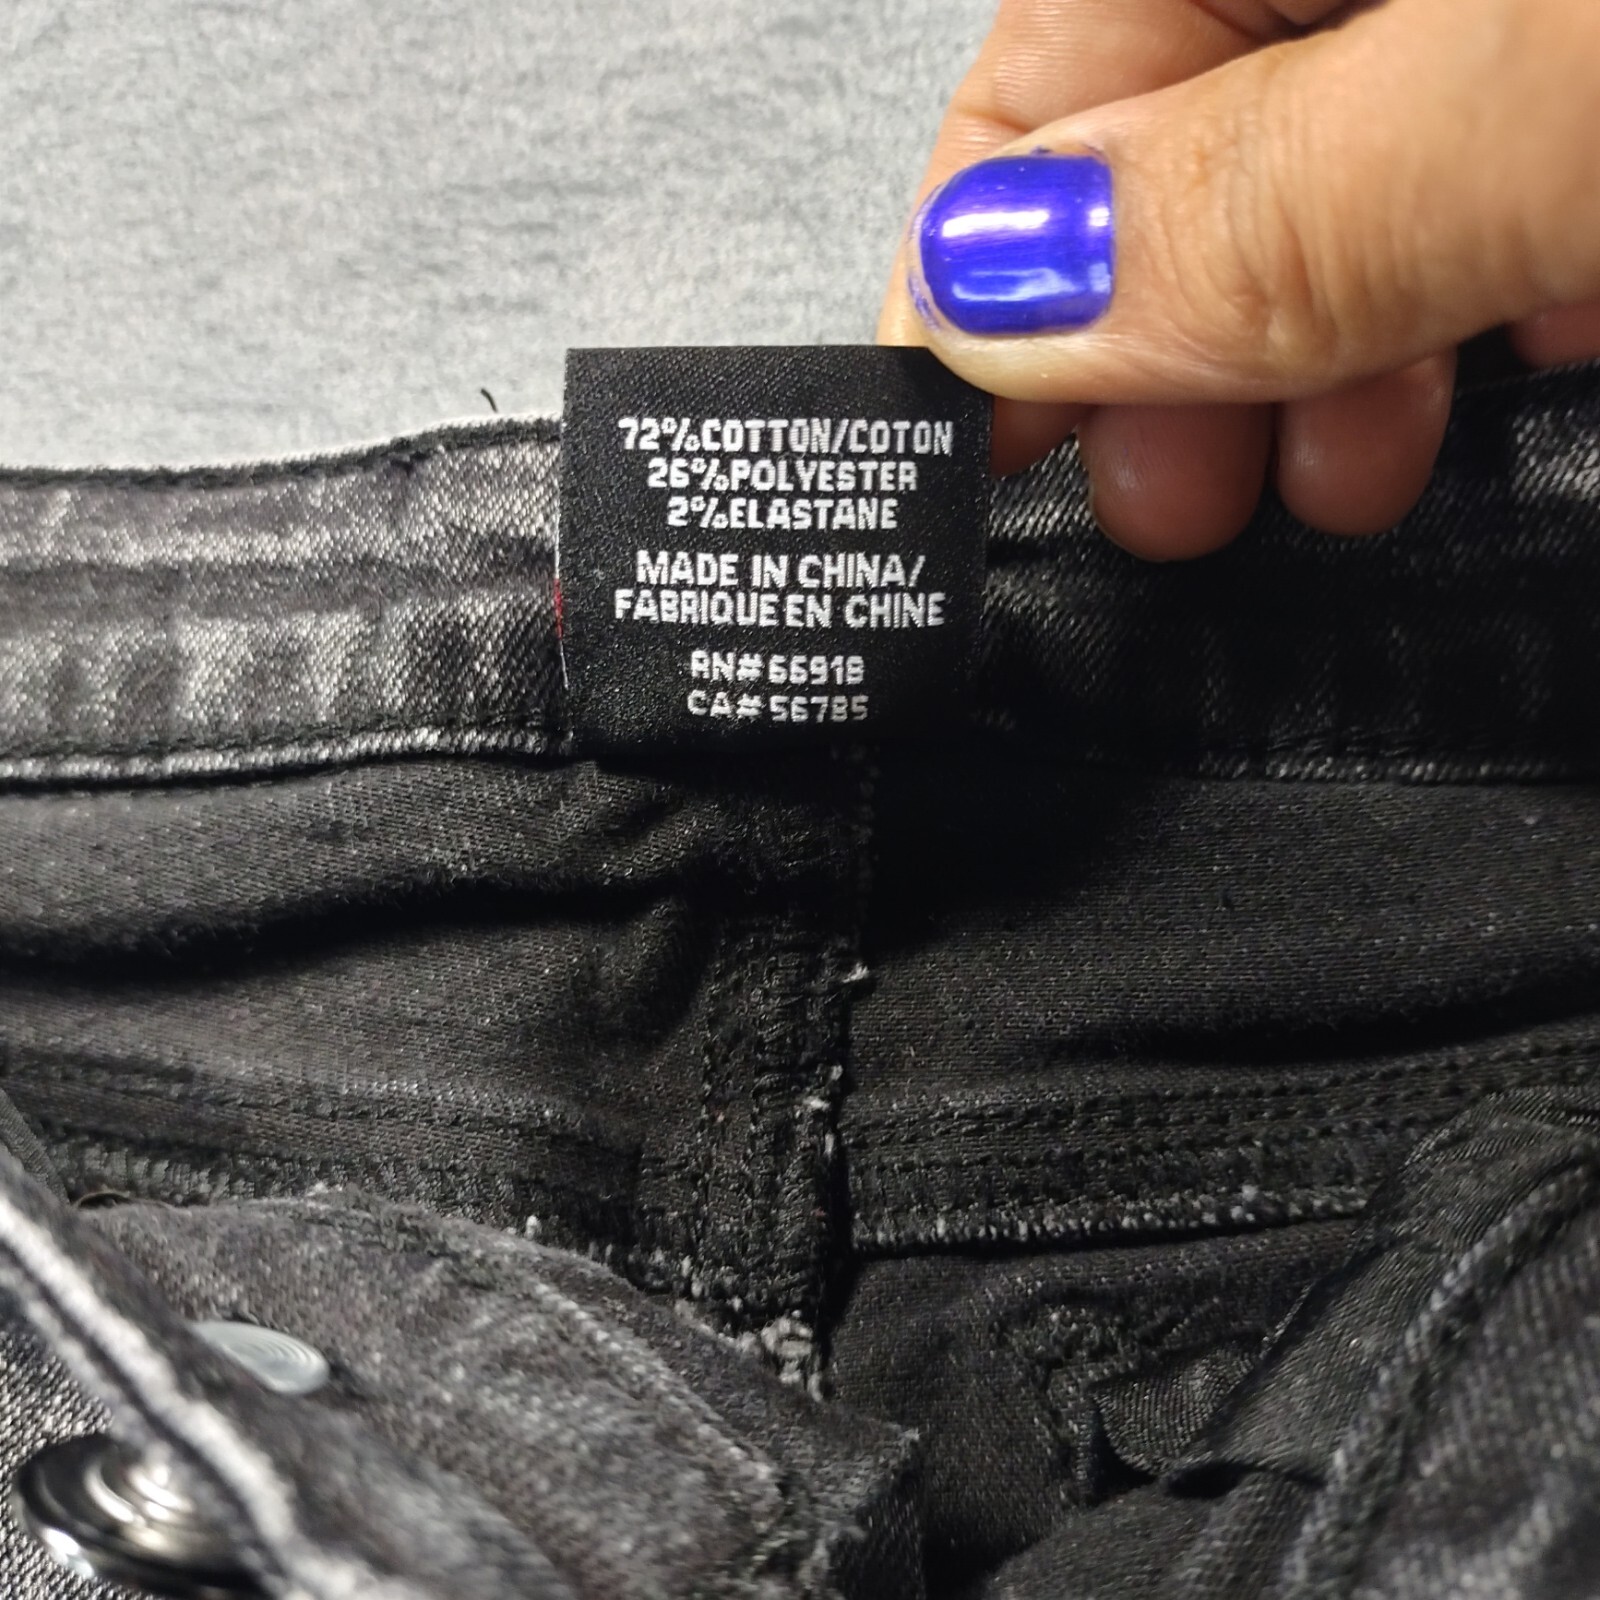 72%COTTON/COTON
26%POLYESTER
2%ELASTANE
MADE IN CHINA/
FABRIQUE EN CHINE
RN# 66918
CA# 56785